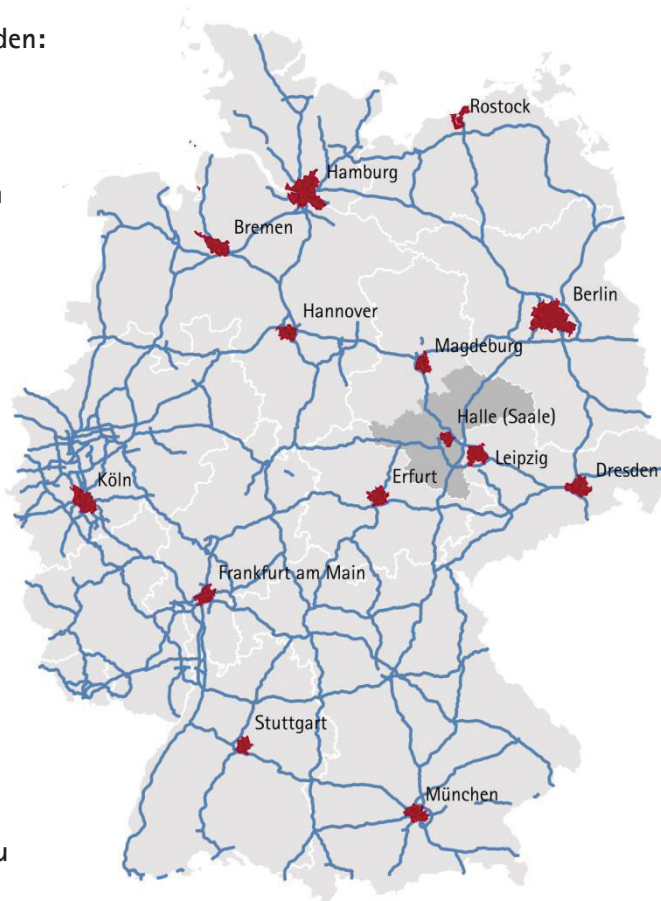 den:
Rostock
Hamburg
Bremen
Berlin
Hannover
Magdeburg
Halle (Saale)
Leipzig
Dresden
Köln
Erfurt
Frankfurt am Main
Stuttgart
München
u